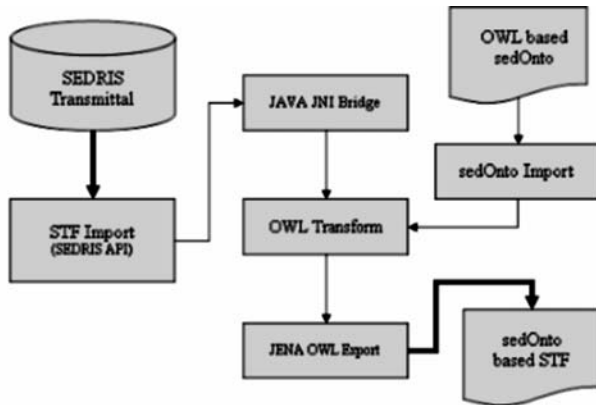 SEDRIS
Transmittal
OWL based
sedOnto
JAVA JNI Bridge
sedOnto Import
STF Import
(SEDRIS API)
OWL Transform
JENA OWL Export
sedOnto
based STF